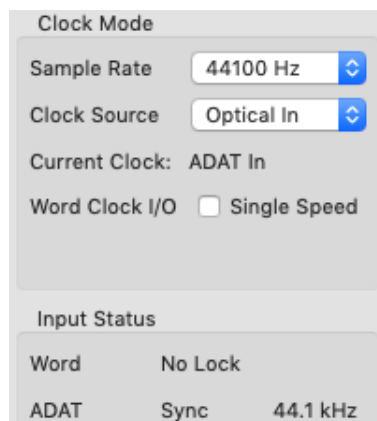 Clock Mode
Sample Rate 44100 Hz
Clock Source Optical In
Current Clock: ADAT In
Word Clock I/O Single Speed
Input Status
Word No Lock
ADAT Sync 44.1 kHz